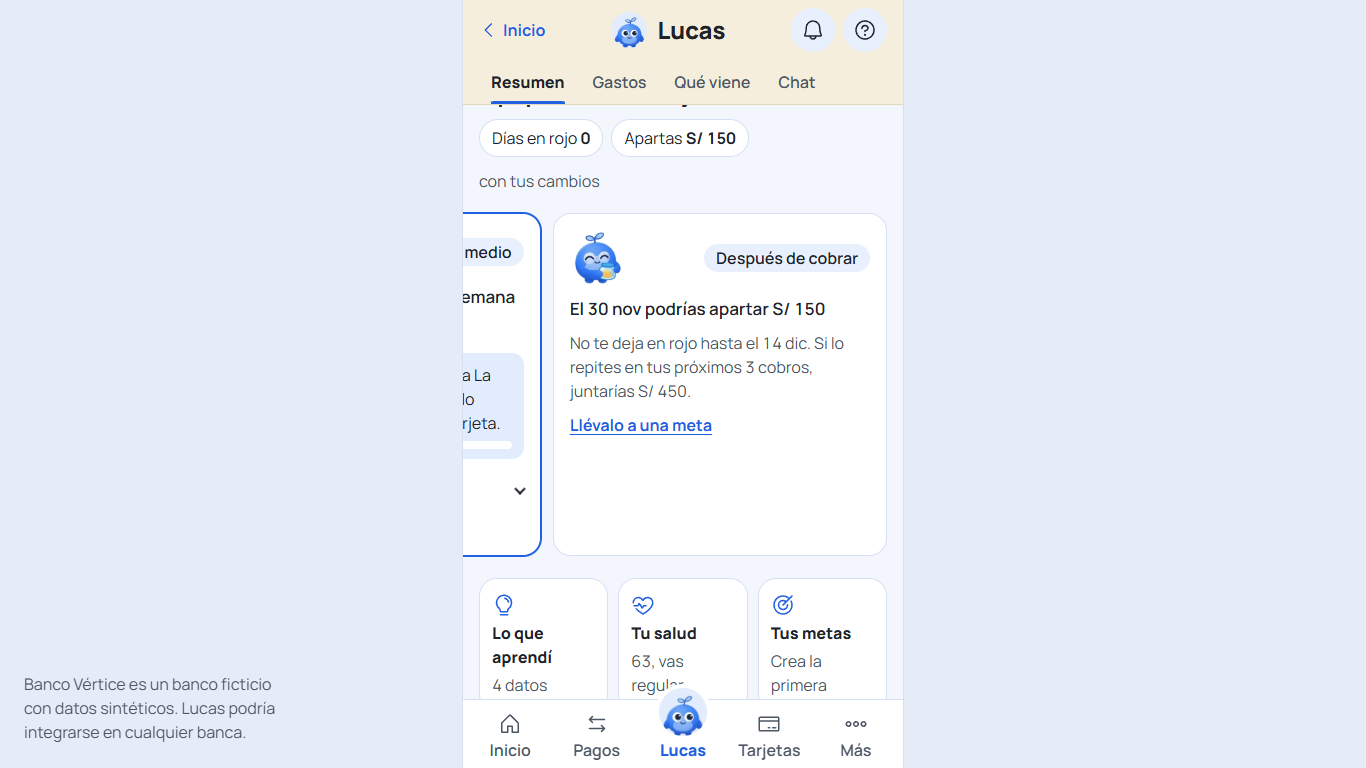 Inicio
Lucas
Resumen
Gastos
Qué viene
Chat
Días en rojo 0
Apartas S/ 150
con tus cambios
medio
emana
a La
lo
rjeta.
Después de cobrar
El 30 nov podrías apartar S/ 150
No te deja en rojo hasta el 14 dic. Si lo
repites en tus próximos 3 cobros,
juntarías S/ 450.
Llévalo a una meta
Lo que
aprendí
4 datos
Tu salud
63, vas
regular
Tus metas
Crea la
primera
Banco Vértice es un banco ficticio
con datos sintéticos. Lucas podría
integrarse en cualquier banca.
Inicio
Pagos
Lucas
Tarjetas
Más